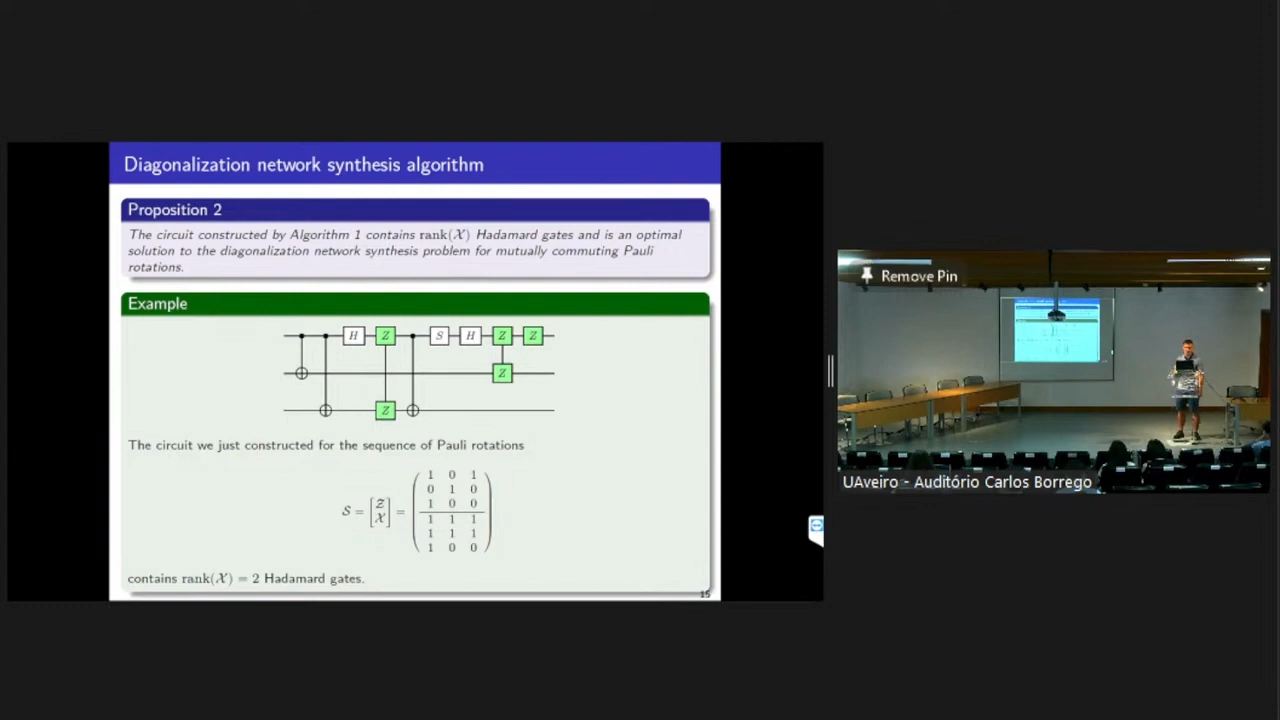 Diagonalization network synthesis algorithm
Proposition 2
The circuit constructed by Algorithm 1 contains rank(𝒳) Hadamard gates and is an optimal
solution to the diagonalization network synthesis problem for mutually commuting Pauli
rotations.
Example
H Z S H Z Z
Z
Z
The circuit we just constructed for the sequence of Pauli rotations
𝒮 = [𝒵 𝒳] =
1 0 1
0 1 0
1 0 0
1 1 1
1 1 1
1 0 0
contains rank(𝒳) = 2 Hadamard gates.
15
Remove Pin
UAveiro - Auditório Carlos Borrego